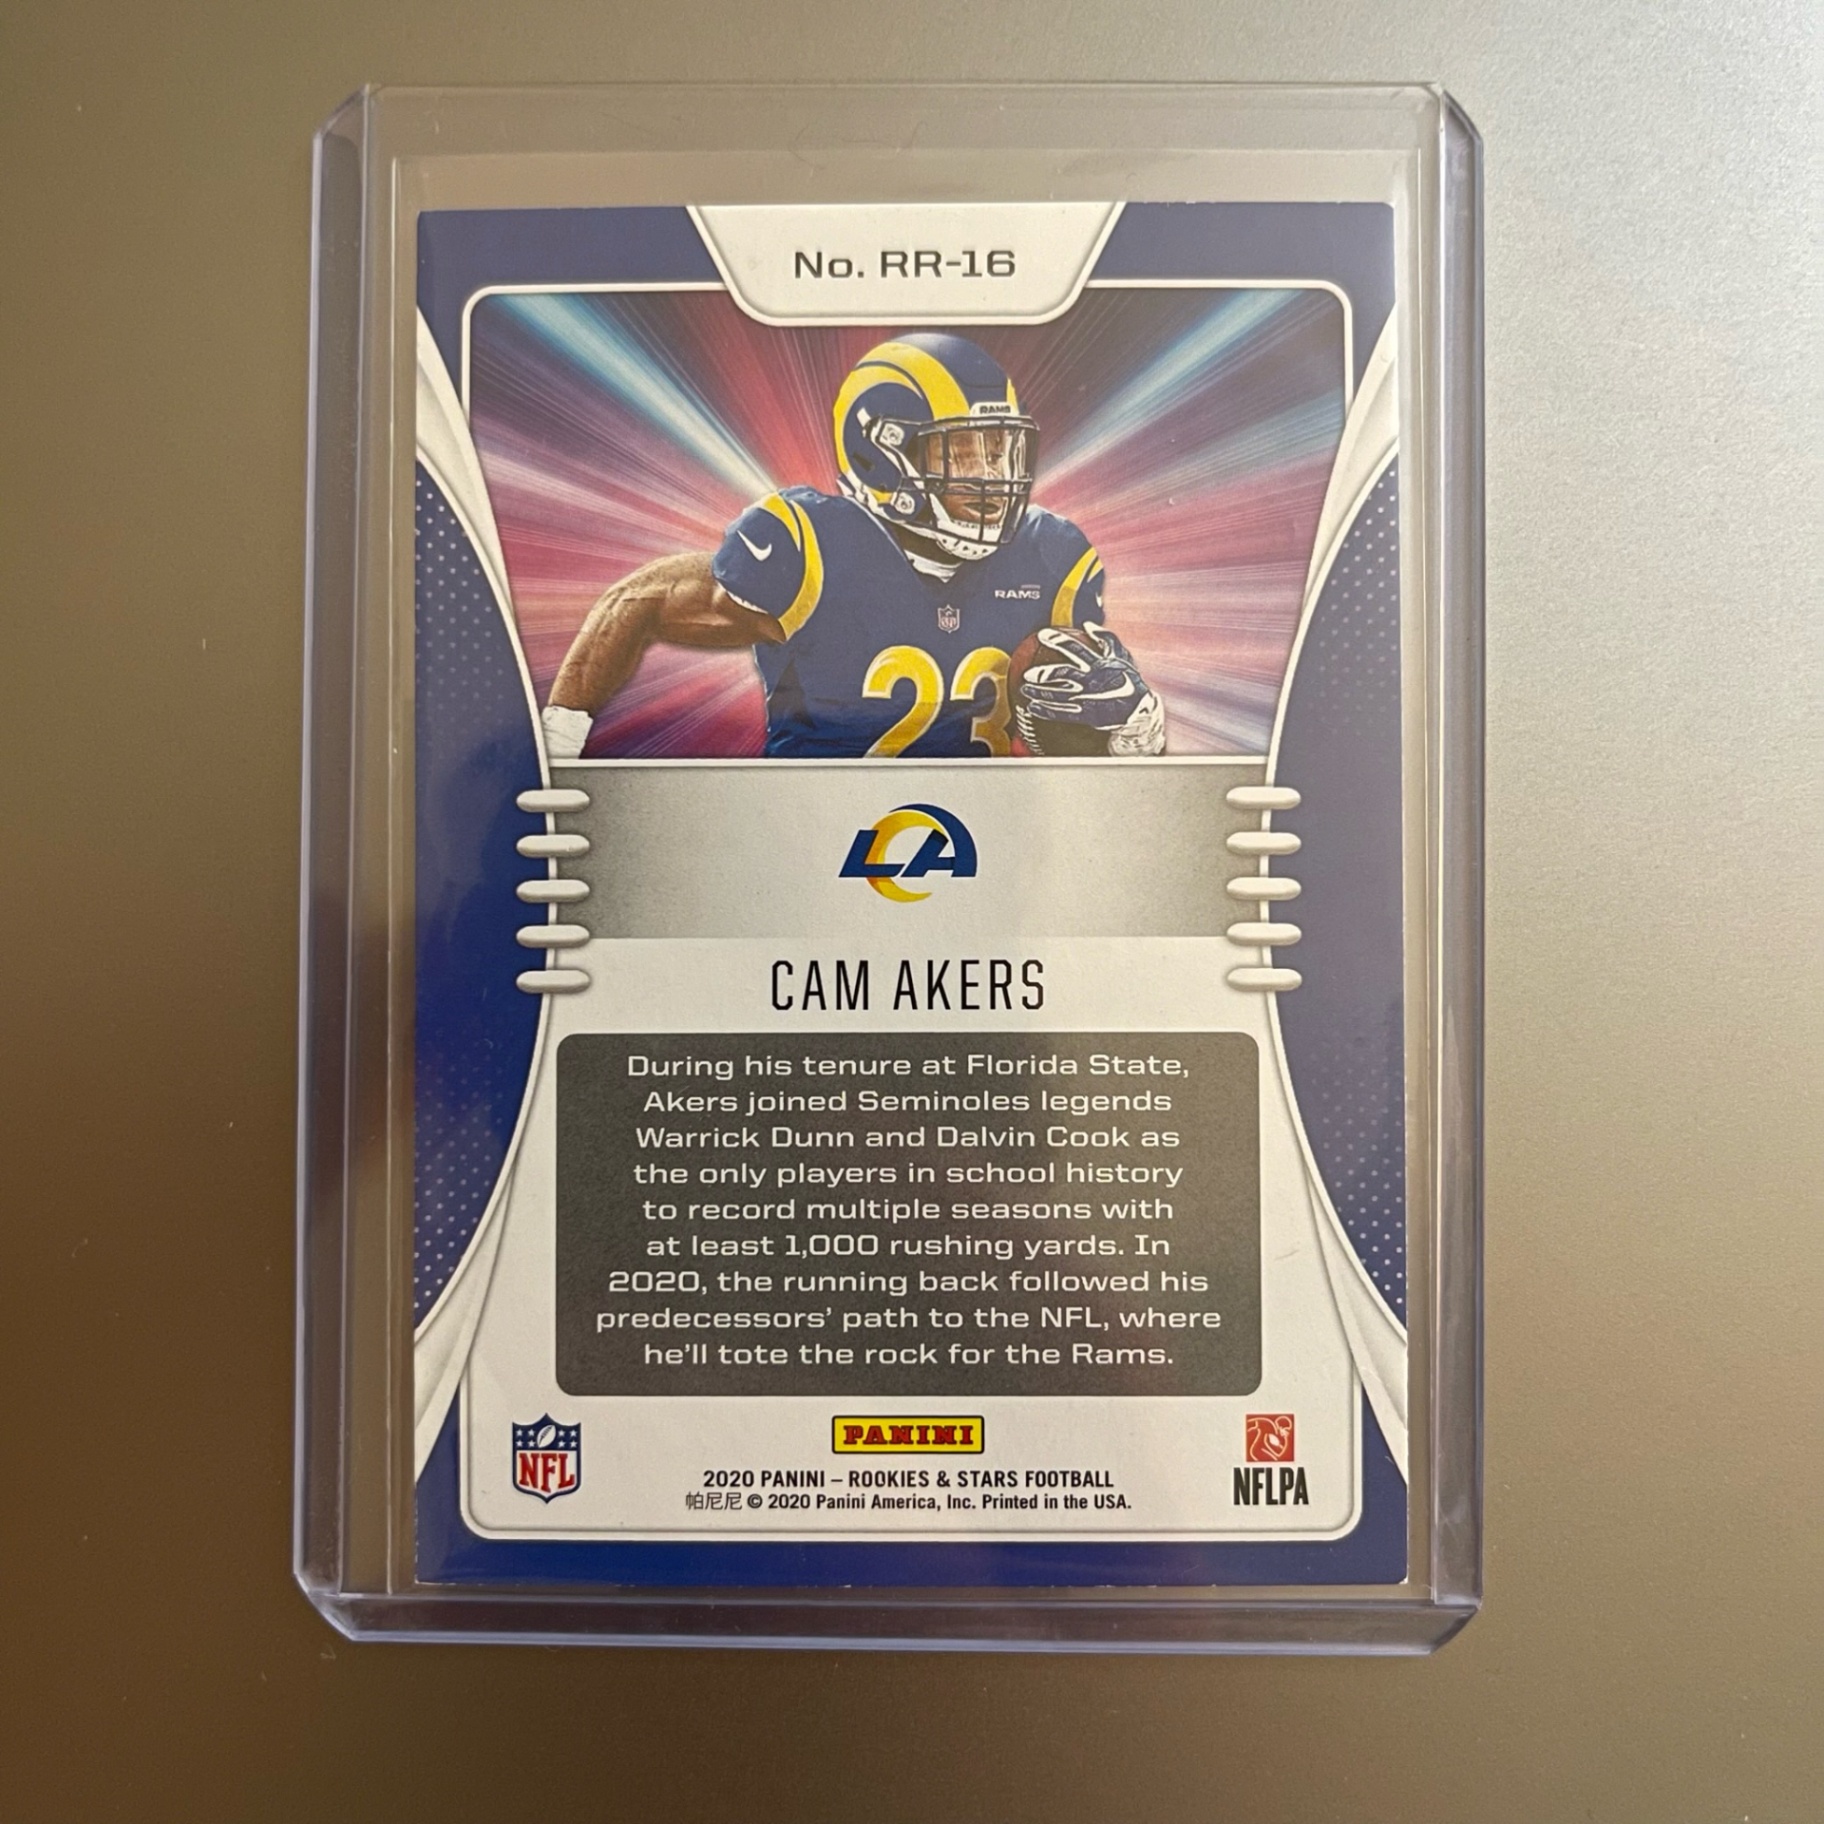 No. RR-16
RAMS
RAMS
23
LA
CAM AKERS
During his tenure at Florida State,
Akers joined Seminoles legends
Warrick Dunn and Dalvin Cook as
the only players in school history
to record multiple seasons with
at least 1,000 rushing yards. In
2020, the running back followed his
predecessors' path to the NFL, where
he'll tote the rock for the Rams.
NFL
PANINI
NFLPA
2020 PANINI – ROOKIES & STARS FOOTBALL
帕尼尼 © 2020 Panini America, Inc. Printed in the USA.